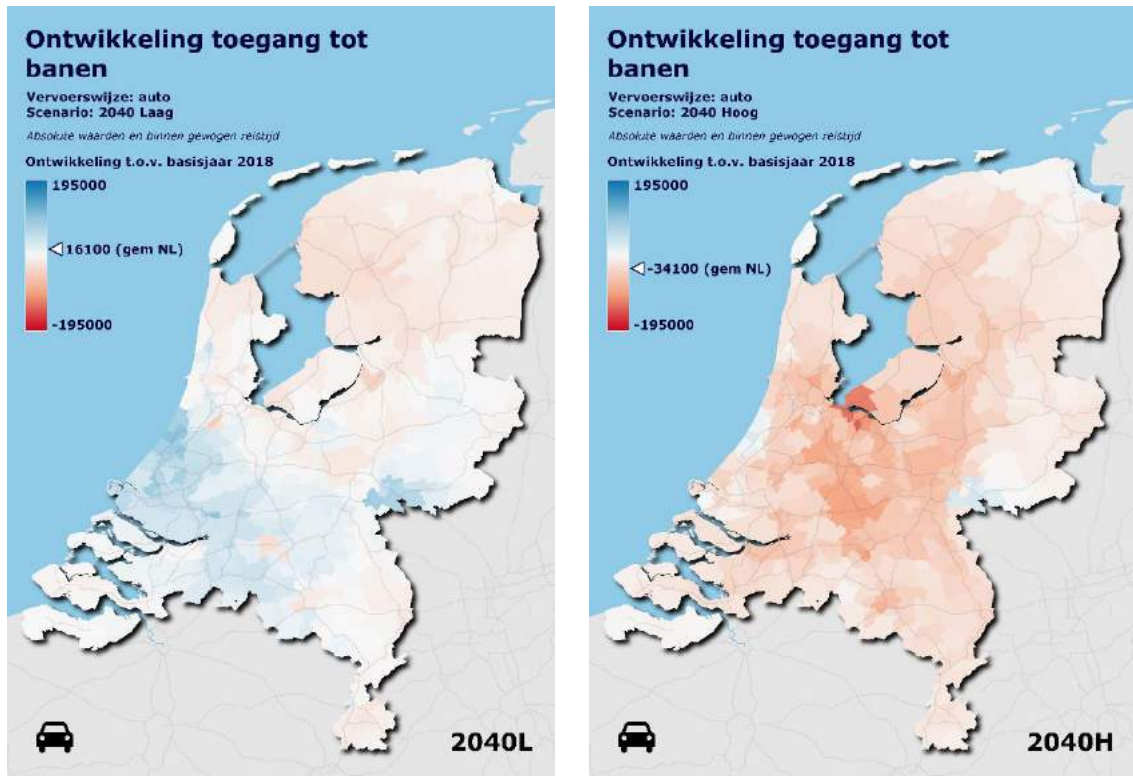 Ontwikkeling toegang tot
banen
Vervoerswijze: auto
Scenario: 2040 Laag
Absolute waarden en binnen gewogen reistijd
Ontwikkeling t.o.v. basisjaar 2018
195000
16100 (gem NL)
-195000
2040L
Ontwikkeling toegang tot
banen
Vervoerswijze: auto
Scenario: 2040 Hoog
Absolute waarden en binnen gewogen reistijd
Ontwikkeling t.o.v. basisjaar 2018
195000
-34100 (gem NL)
-195000
2040H